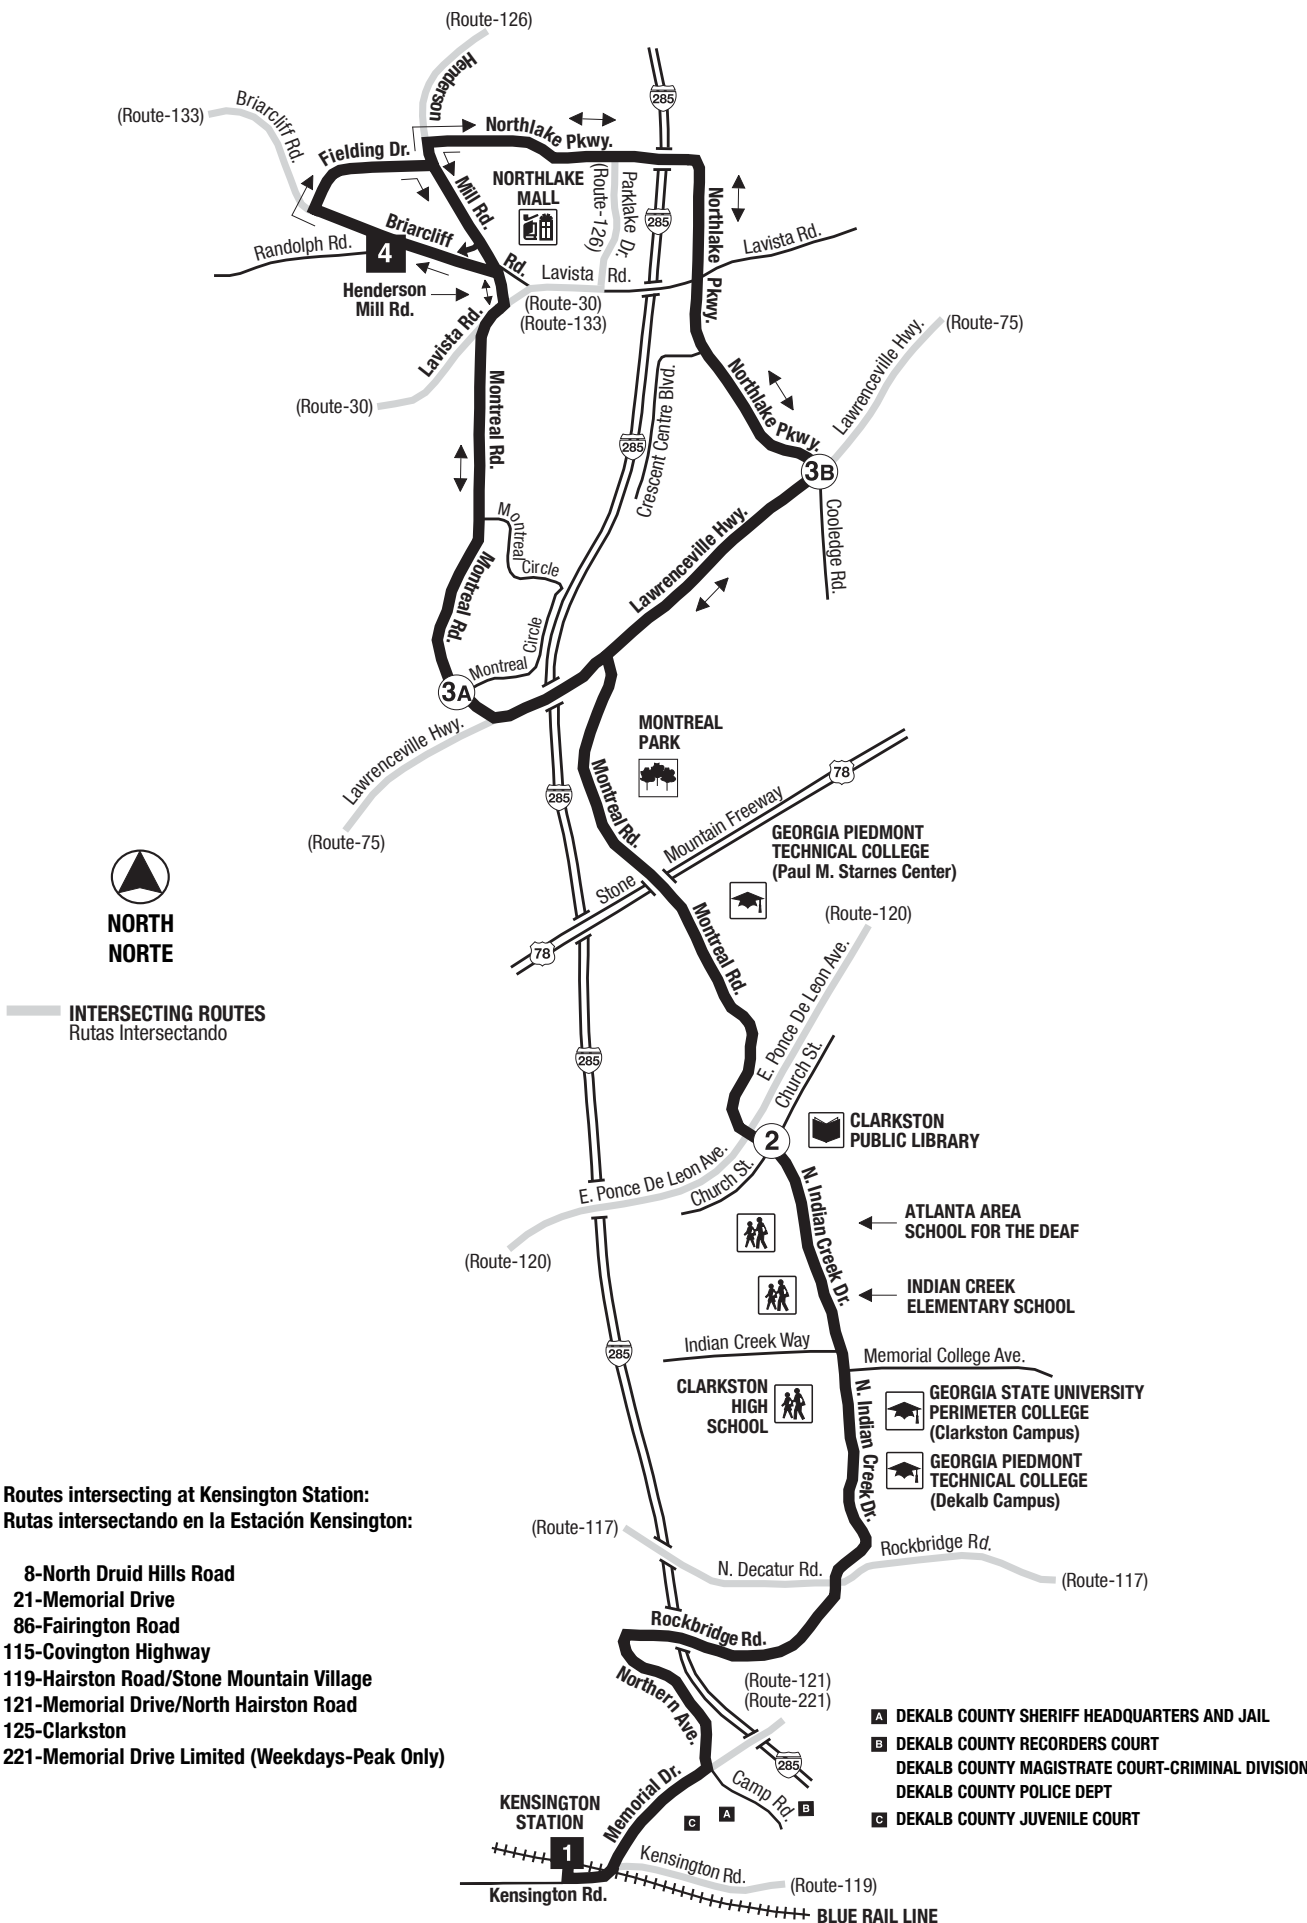 (Route-126)
Henderson
285
(Route-133)
Briarcliff Rd.
Northlake Pkwy.
Fielding Dr.
Mill Rd.
NORTHLAKE
MALL
(Route-126)
Parklake Dr.
285
Northlake Pkwy.
Lavista Rd.
Randolph Rd.
Briarcliff Rd.
4
Lavista Rd.
Henderson
Mill Rd.
(Route-30)
(Route-133)
Lavista Rd.
(Route-30)
Montreal Rd.
Northlake Pkwy.
Lawrenceville Hwy.
(Route-75)
285
Crescent Centre Blvd.
3B
Cooledge Rd.
Montreal
Circle
Lawrenceville Hwy.
Montreal Rd.
Montreal Circle
3A
Lawrenceville Hwy.
(Route-75)
MONTREAL
PARK
285
Montreal Rd.
Stone Mountain Freeway
78
GEORGIA PIEDMONT
TECHNICAL COLLEGE
(Paul M. Starnes Center)
78
Montreal Rd.
(Route-120)
NORTH
NORTE
INTERSECTING ROUTES
Rutas Intersectando
285
E. Ponce De Leon Ave.
Church St.
2
CLARKSTON
PUBLIC LIBRARY
E. Ponce De Leon Ave.
Church St.
(Route-120)
N. Indian Creek Dr.
ATLANTA AREA
SCHOOL FOR THE DEAF
INDIAN CREEK
ELEMENTARY SCHOOL
285
Indian Creek Way
Memorial College Ave.
CLARKSTON
HIGH
SCHOOL
N. Indian Creek Dr.
GEORGIA STATE UNIVERSITY
PERIMETER COLLEGE
(Clarkston Campus)
GEORGIA PIEDMONT
TECHNICAL COLLEGE
(Dekalb Campus)
(Route-117)
N. Decatur Rd.
Rockbridge Rd.
(Route-117)
Rockbridge Rd.
Northern Ave.
(Route-121)
(Route-221)
285
Memorial Dr.
Camp Rd.
C
A
B
KENSINGTON
STATION
1
Kensington Rd.
Kensington Rd.
(Route-119)
BLUE RAIL LINE
Routes intersecting at Kensington Station:
Rutas intersectando en la Estación Kensington:
8-North Druid Hills Road
21-Memorial Drive
86-Fairington Road
115-Covington Highway
119-Hairston Road/Stone Mountain Village
121-Memorial Drive/North Hairston Road
125-Clarkston
221-Memorial Drive Limited (Weekdays-Peak Only)
A DEKALB COUNTY SHERIFF HEADQUARTERS AND JAIL
B DEKALB COUNTY RECORDERS COURT
DEKALB COUNTY MAGISTRATE COURT-CRIMINAL DIVISION
DEKALB COUNTY POLICE DEPT
C DEKALB COUNTY JUVENILE COURT